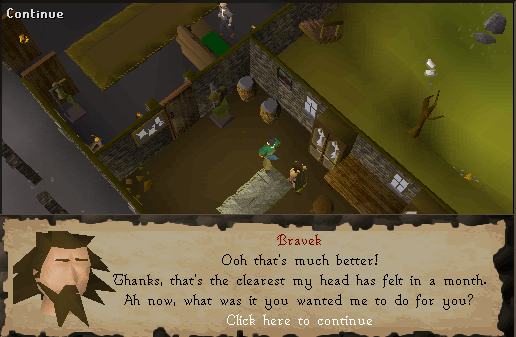 Continue
Bravek
Ooh that's much better!
Thanks, that's the clearest my head has felt in a month.
Ah now, what was it you wanted me to do for you?
Click here to continue